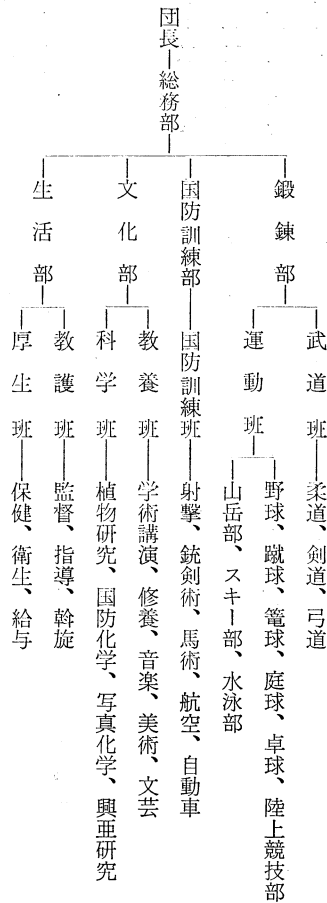 団長
総務部
鍛錬部
武道班
柔道、剣道、弓道
運動班
野球、蹴球、篭球、庭球、卓球、陸上競技部
山岳部、スキー部、水泳部
国防訓練部
国防訓練班
射撃、銃剣術、馬術、航空、自動車
文化部
教養班
学術講演、修養、音楽、美術、文芸
科学班
植物研究、国防化学、写真化学、興亜研究
生活部
教護班
監督、指導、斡旋
厚生班
保健、衛生、給与